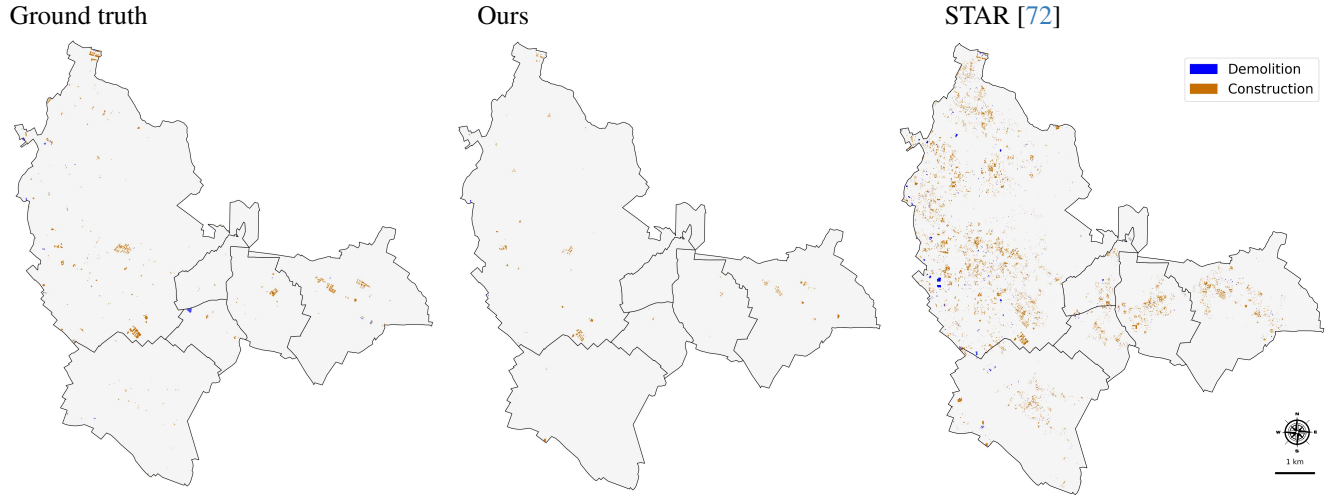 Ground truth
Ours
STAR [72]
Demolition
Construction
N
W
E
S
1 km